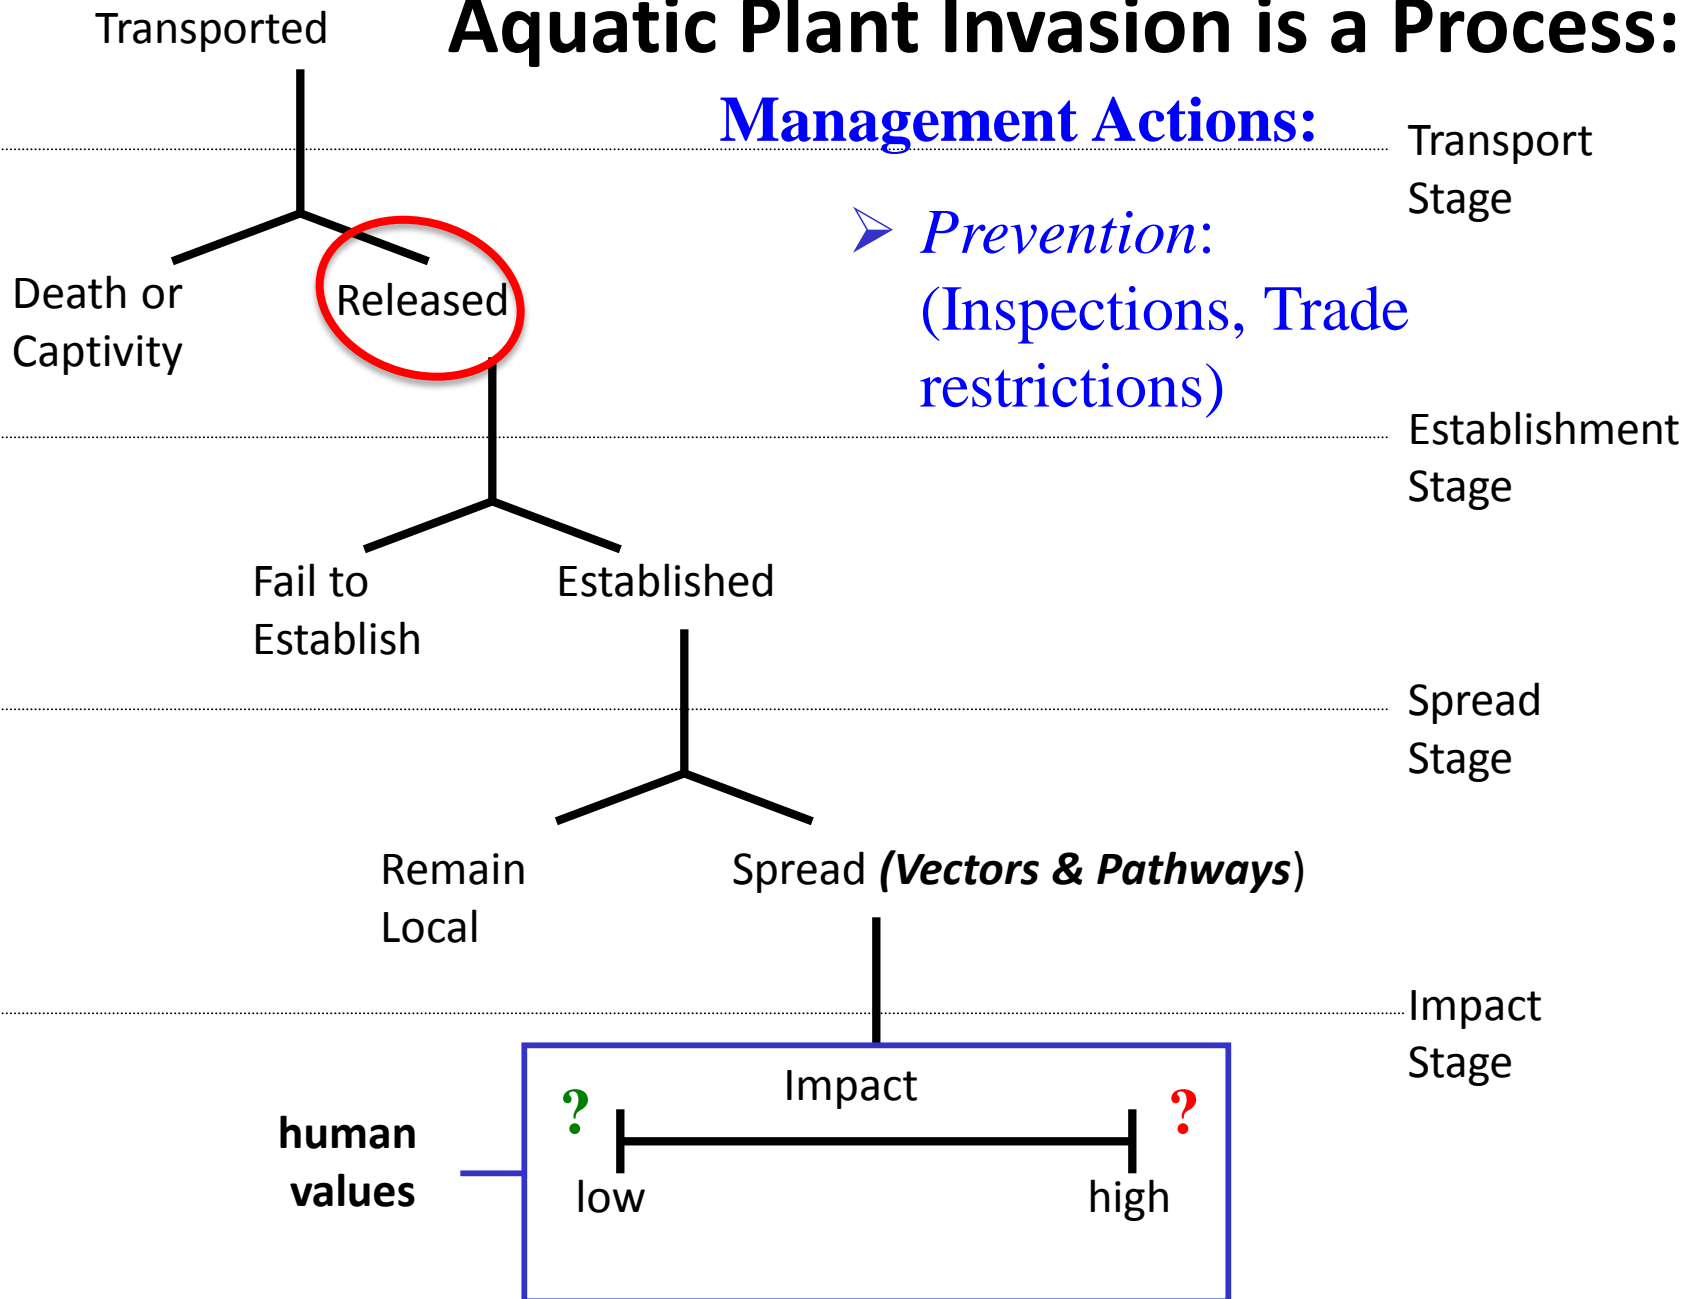 Transported
Aquatic Plant Invasion is a Process:
Management Actions:
Transport
Stage
➢ Prevention:
(Inspections, Trade
restrictions)
Death or
Captivity
Released
Establishment
Stage
Fail to
Establish
Established
Spread
Stage
Remain
Local
Spread (Vectors & Pathways)
Impact
Stage
Impact
? ?
human
values
low
high